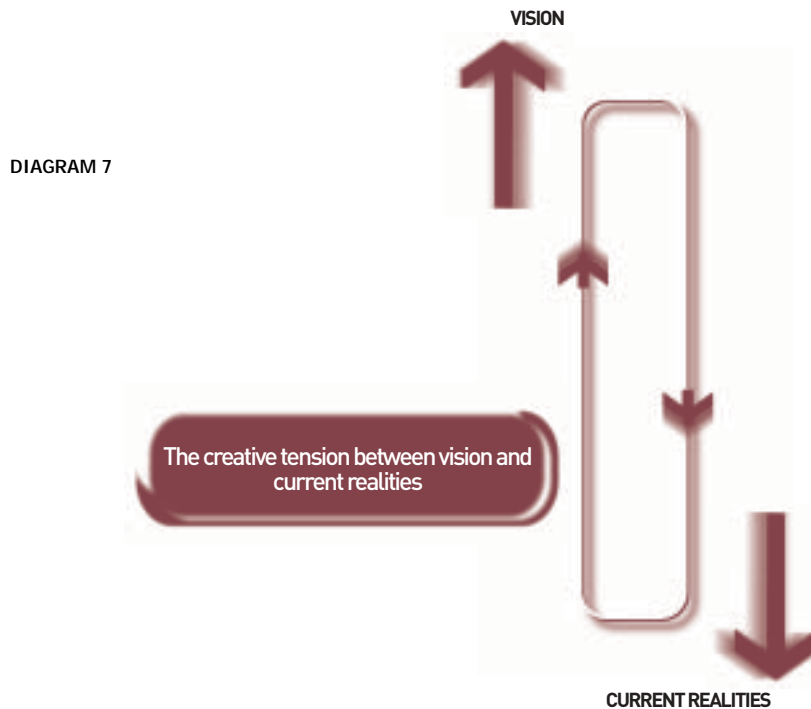 VISION
DIAGRAM 7
The creative tension between vision and
current realities
CURRENT REALITIES